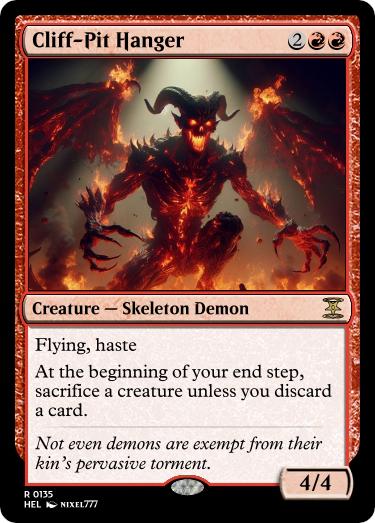 Cliff-Pit Hanger 2
Creature — Skeleton Demon
Flying, haste
At the beginning of your end step,
sacrifice a creature unless you discard
a card.
Not even demons are exempt from their
kin's pervasive torment.
4/4
R 0135
HEL NIXEL777